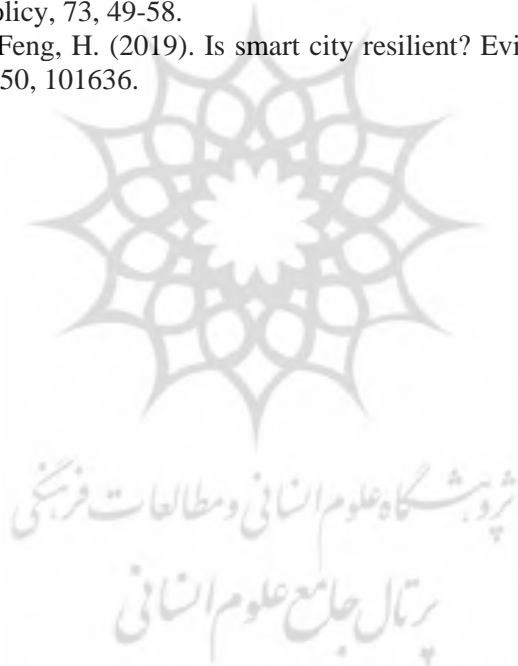 olicy, 73, 49-58.
Feng, H. (2019). Is smart city resilient? Evi
50, 101636.
پژوهشگاه علوم انسانی و مطالعات فرهنگی
پرتال جامع علوم انسانی